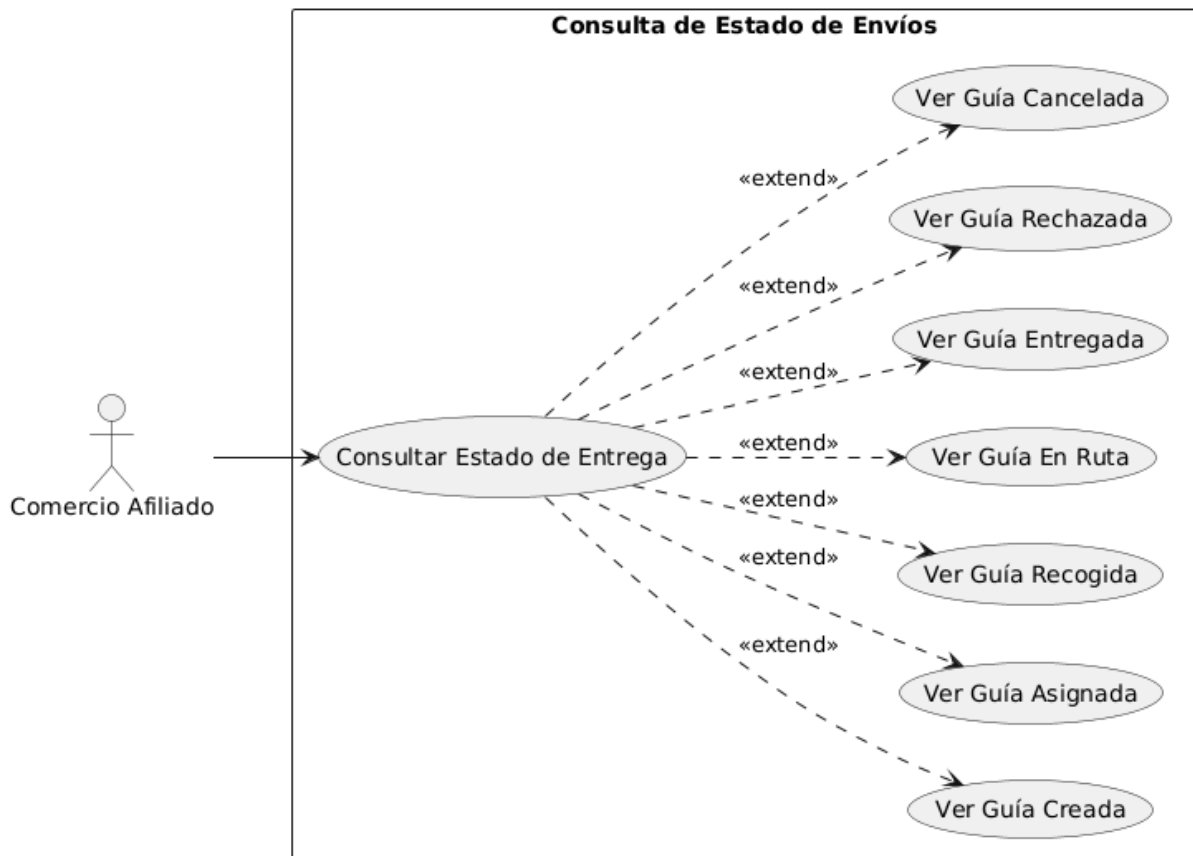 Consulta de Estado de Envíos
Ver Guía Cancelada
«extend»
Ver Guía Rechazada
«extend»
Ver Guía Entregada
«extend»
Comercio Afiliado
Consultar Estado de Entrega
«extend»
Ver Guía En Ruta
«extend»
Ver Guía Recogida
«extend»
Ver Guía Asignada
«extend»
Ver Guía Creada